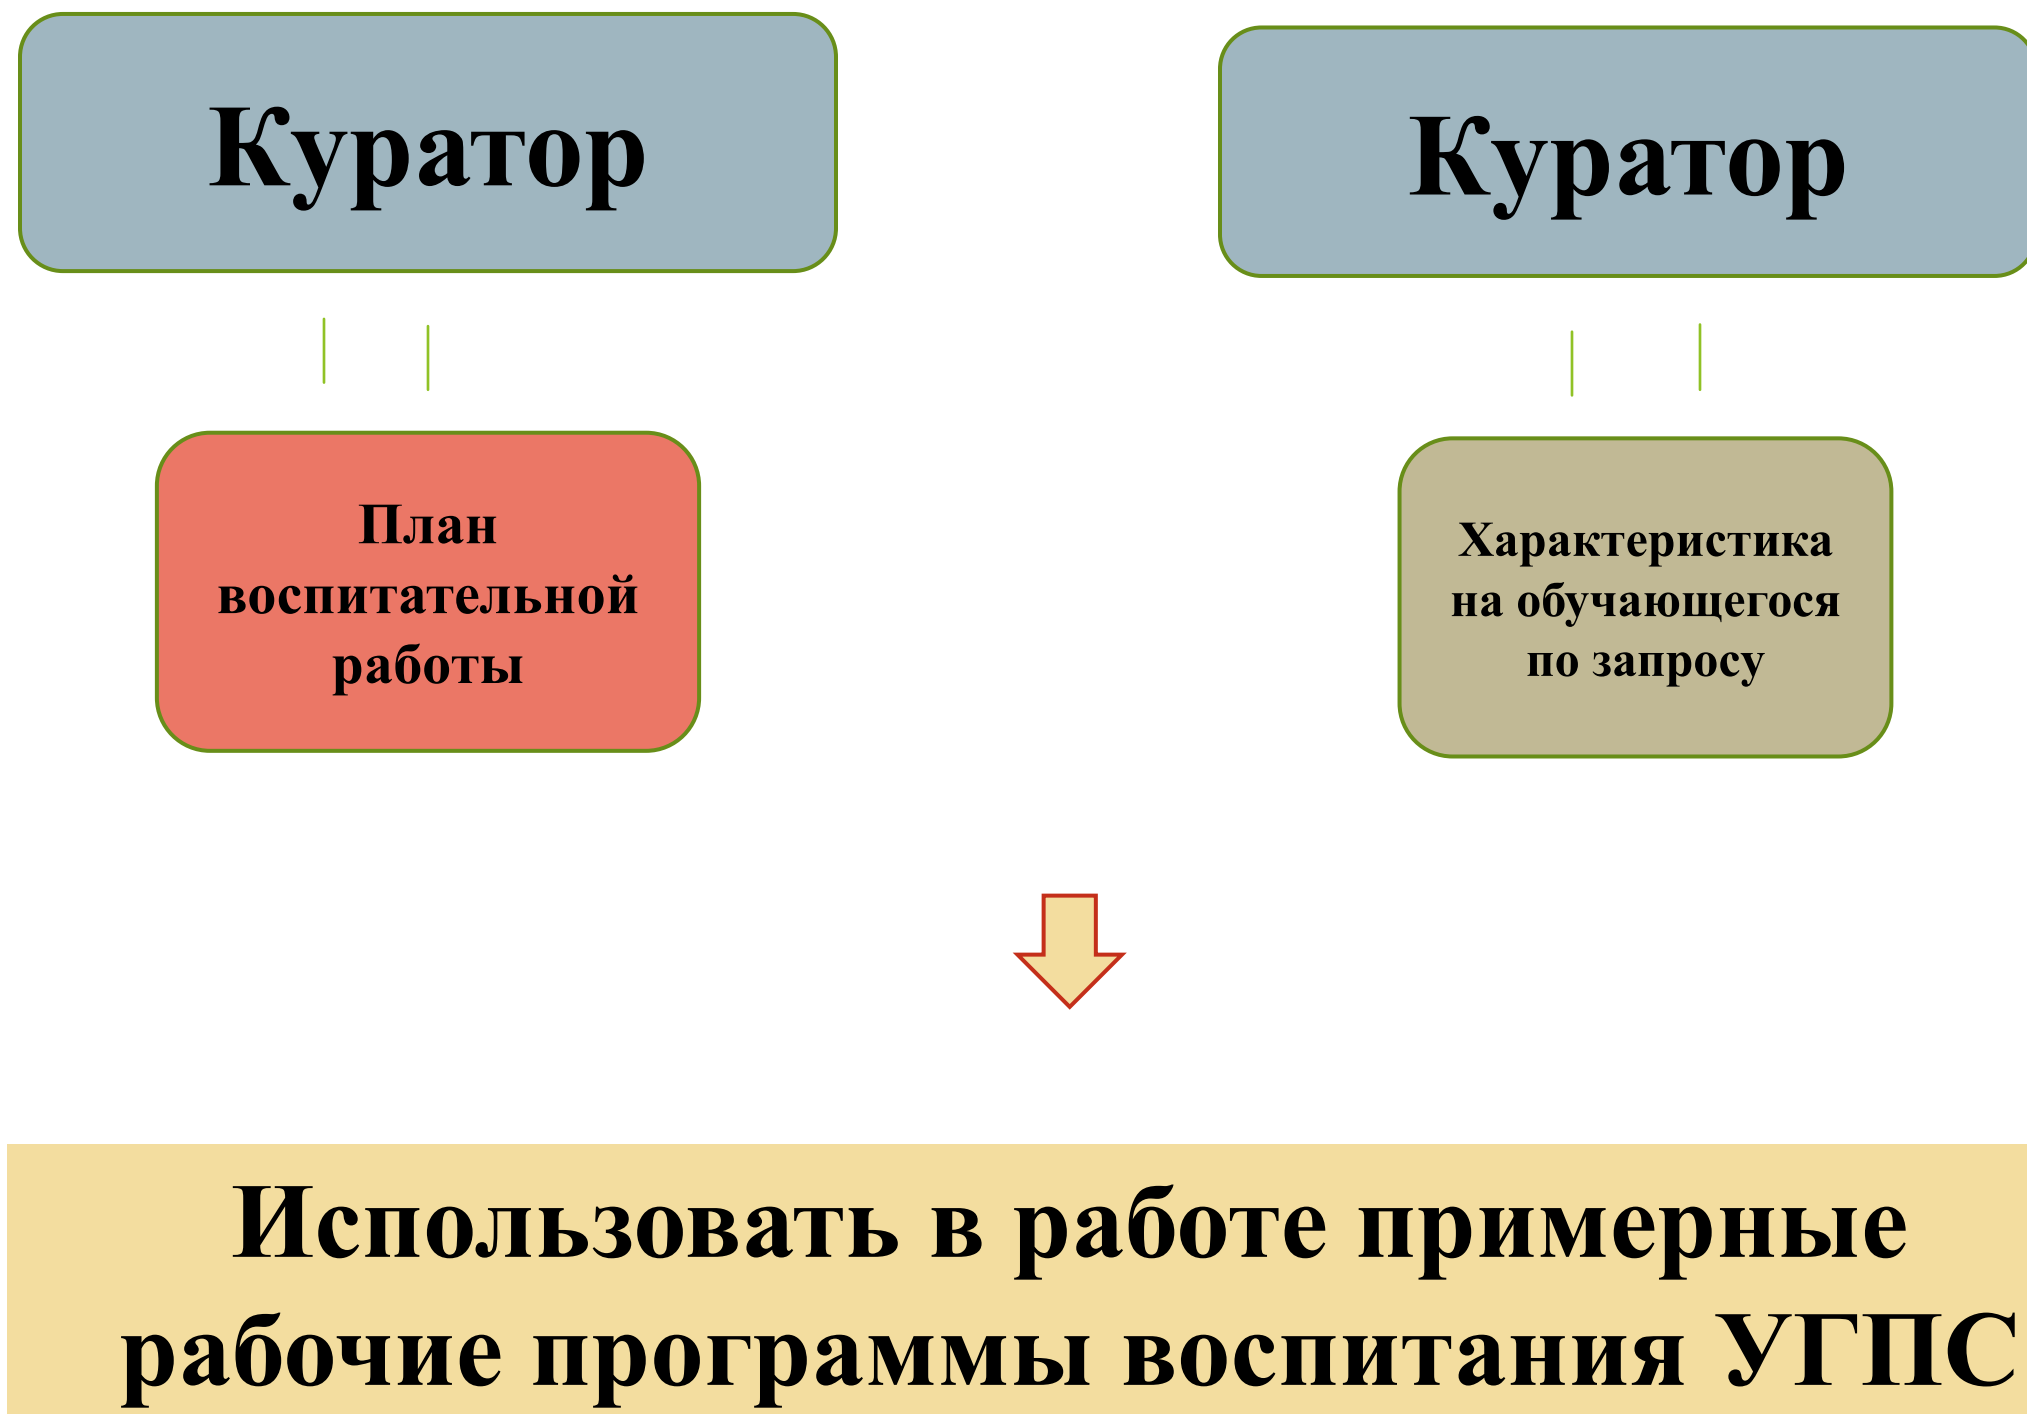 Куратор
Куратор
План
воспитательной
работы
Характеристика
на обучающегося
по запросу
Использовать в работе примерные
рабочие программы воспитания УГПС